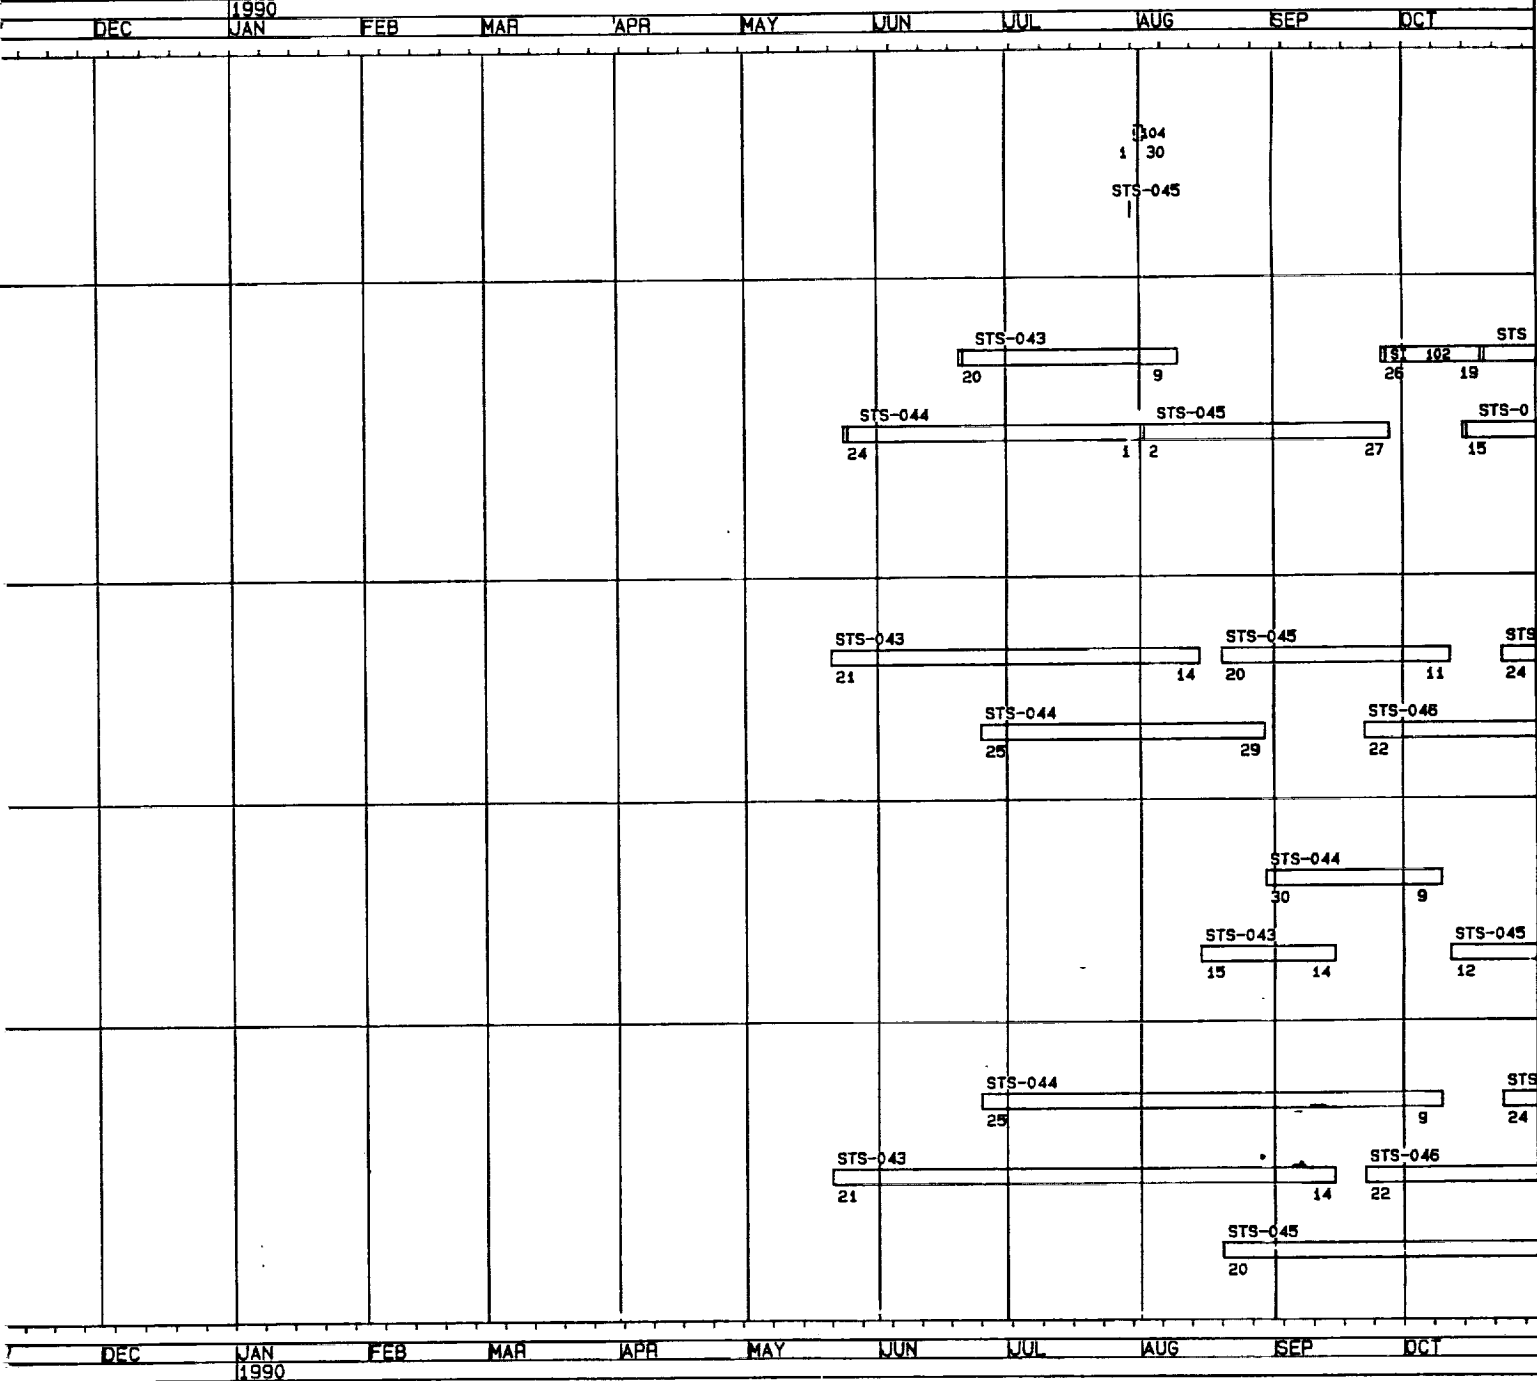 1990
DEC JAN FEB MAR APR MAY JUN JUL AUG SEP OCT
104
1 30
STS-045
STS-043 STS
SI 102
20 9 26 19
STS-044 STS-045 STS-0
24 1 2 27 15
STS-043 STS-045 STS
21 14 20 11 24
STS-044 STS-046
25 29 22
STS-044
30 9
STS-043 STS-045
15 14 12
STS-044 STS
25 9 24
STS-043 STS-046
21 14 22
STS-045
20
DEC JAN FEB MAR APR MAY JUN JUL AUG SEP OCT
1990